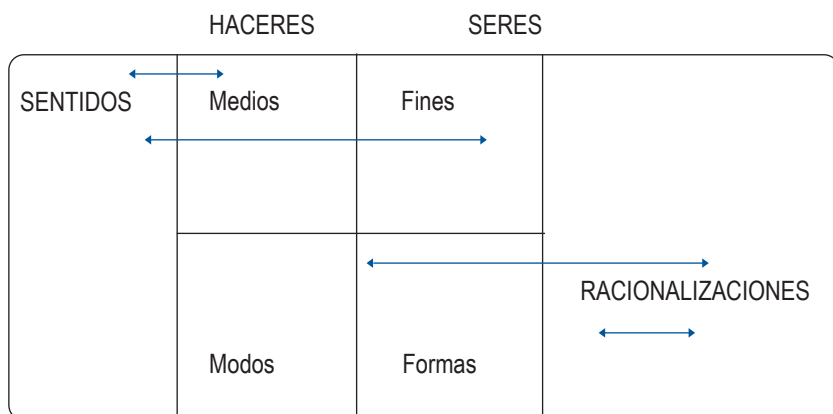 HACERES SERES
SENTIDOS Medios Fines
RACIONALIZACIONES
Modos Formas